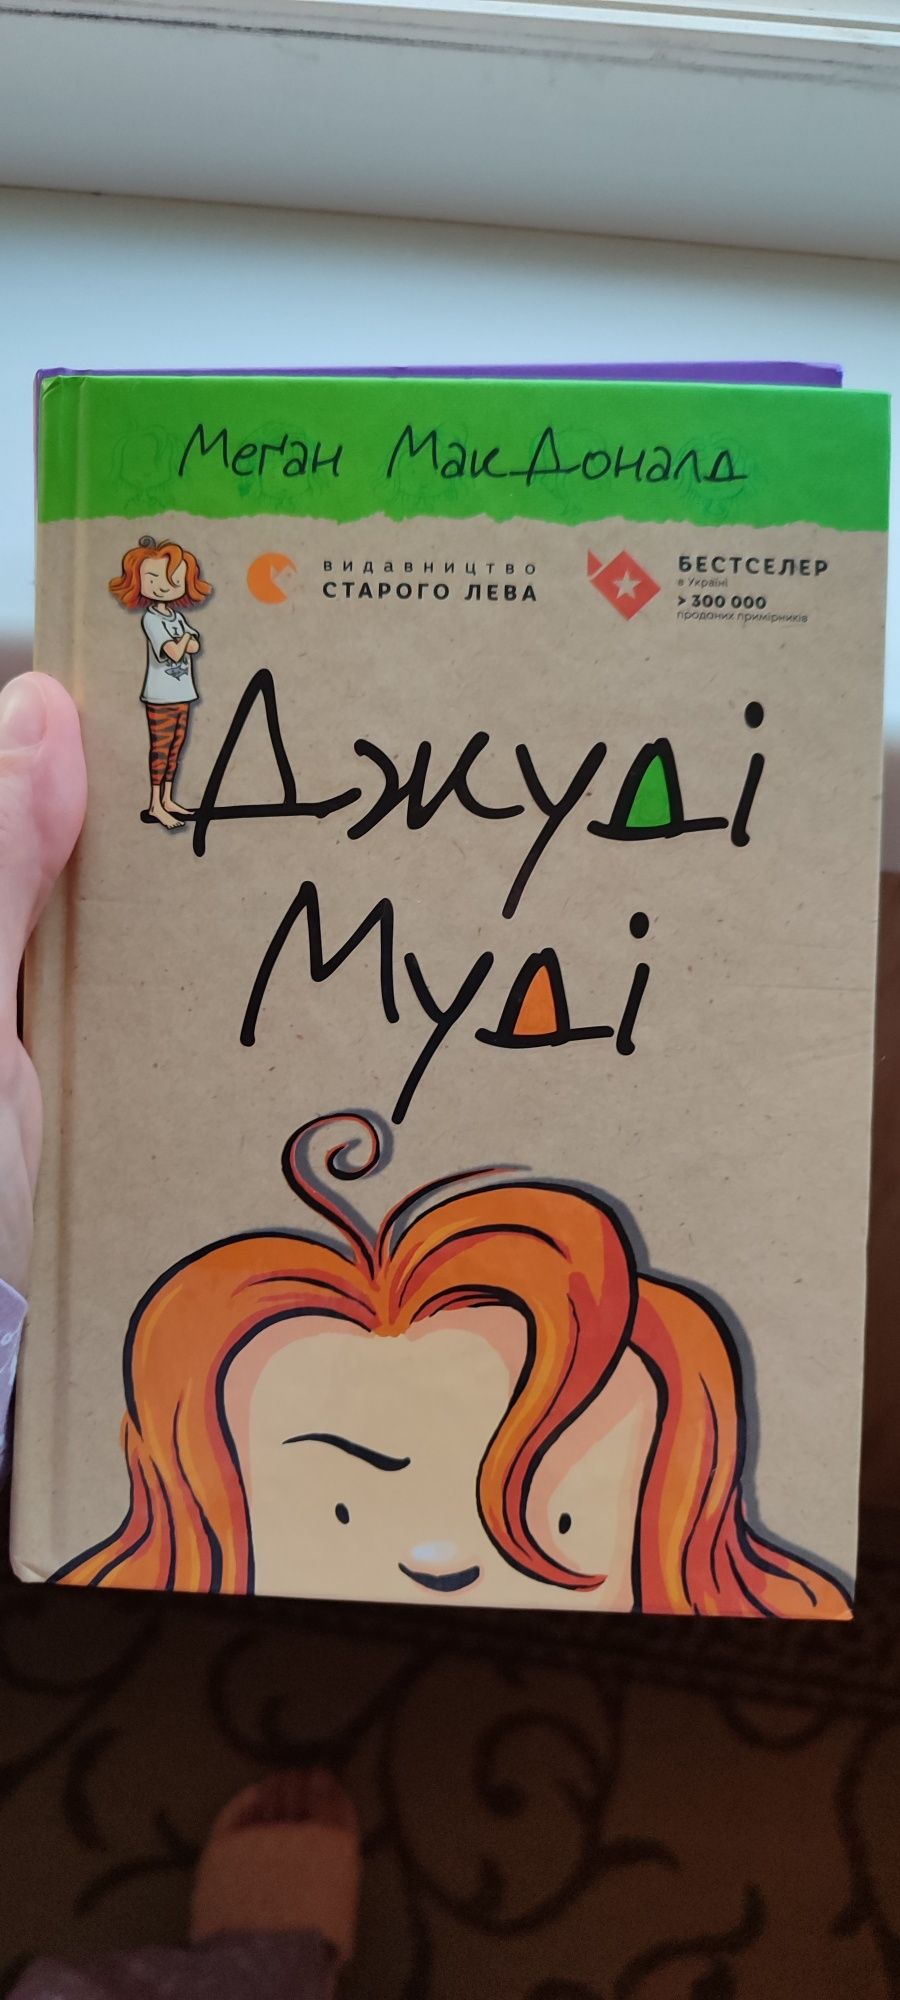 Меґан МакДоналд
видавництво
СТАРОГО ЛЕВА
БЕСТСЕЛЕР
в Україні
> 300 000
проданих примірників
Джуді
Муді